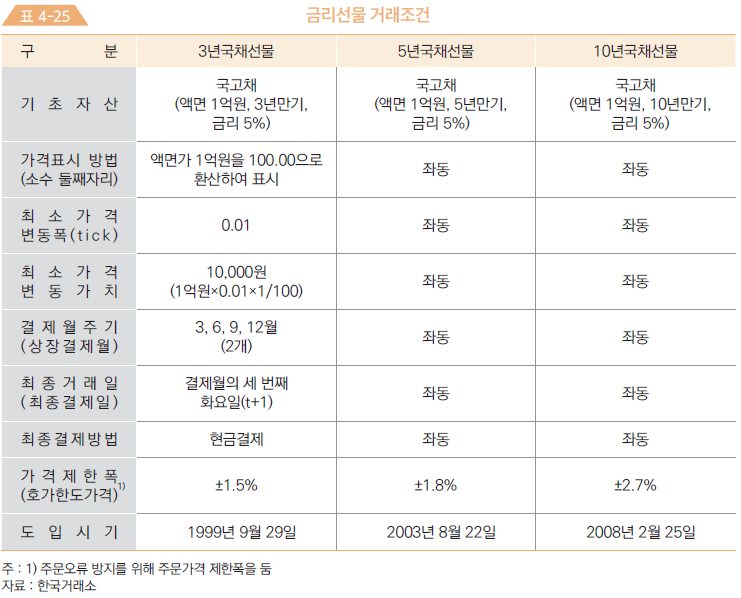 표 4-25
금리선물 거래조건
구 분 3년국채선물 5년국채선물 10년국채선물
기 초 자 산
국고채
(액면 1억원, 3년만기,
금리 5%)
국고채
(액면 1억원, 5년만기,
금리 5%)
국고채
(액면 1억원, 10년만기,
금리 5%)
가격표시 방법
(소수 둘째자리)
액면가 1억원을 100.00으로
환산하여 표시
좌동
좌동
최 소 가 격
변동폭(tick)
0.01
좌동
좌동
최 소 가 격
변 동 가 치
10,000원
(1억원×0.01×1/100)
좌동
좌동
결 제 월 주 기
(상장결제월)
3, 6, 9, 12월
(2개)
좌동
좌동
최 종 거 래 일
(최종결제일)
결제월의 세 번째
화요일(t+1)
좌동
좌동
최종결제방법
현금결제
좌동
좌동
가 격 제 한 폭
(호가한도가격)1)
±1.5%
±1.8%
±2.7%
도 입 시 기
1999년 9월 29일
2003년 8월 22일
2008년 2월 25일
주 : 1) 주문오류 방지를 위해 주문가격 제한폭을 둠
자료 : 한국거래소